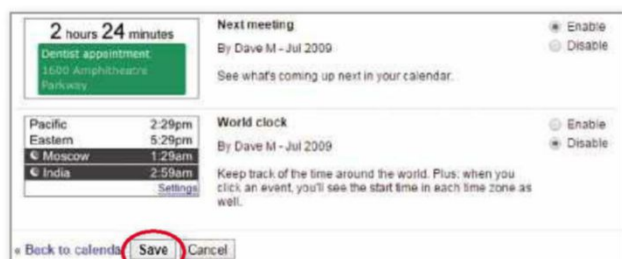 2 hours 24 minutes
Dentist appointment
1600 Amphitheatre
Parkway
Next meeting
By Dave M - Jul 2009
See what's coming up next in your calendar.
Enable
Disable
Pacific 2:29pm
Eastern 5:29pm
Moscow 1:29am
India 2:59am
Settings
World clock
By Dave M - Jul 2009
Keep track of the time around the world. Plus: when you
click an event, you'll see the start time in each time zone as
well.
Enable
Disable
« Back to calenda Save Cancel